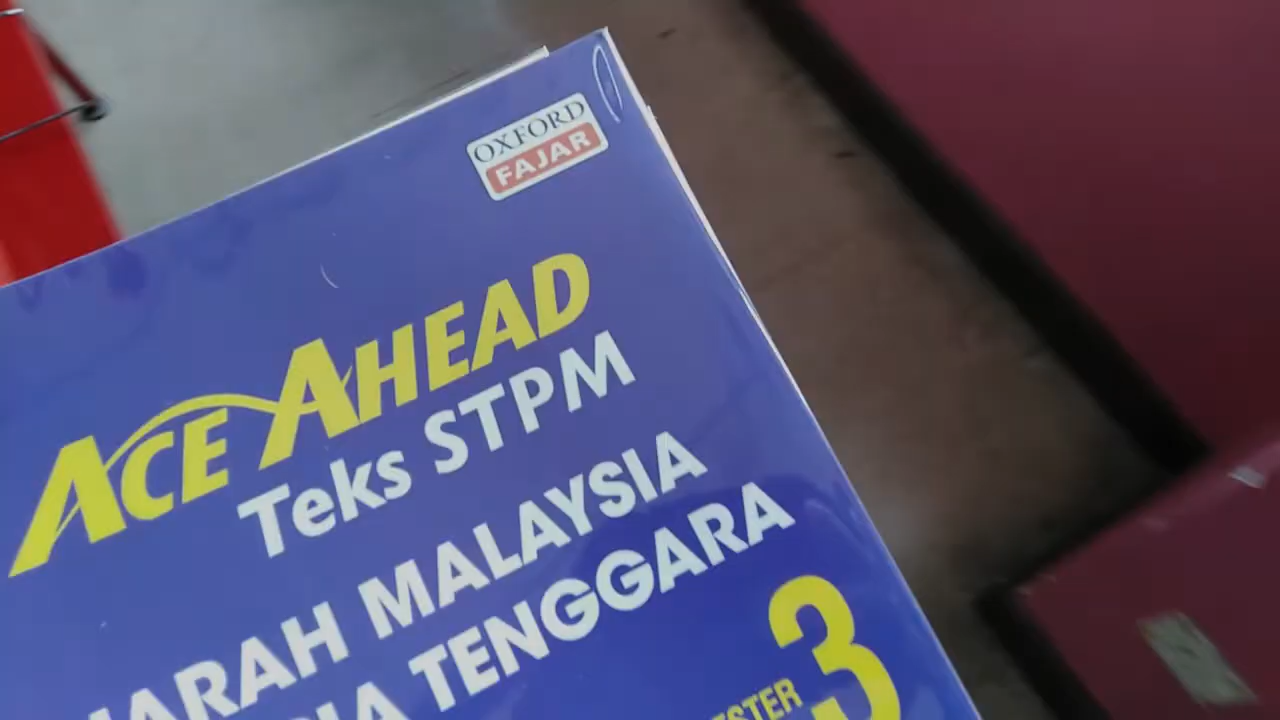 OXFORD
FAJAR
ACE AHEAD
Teks STPM
MALAYSIA
TENGGARA
3